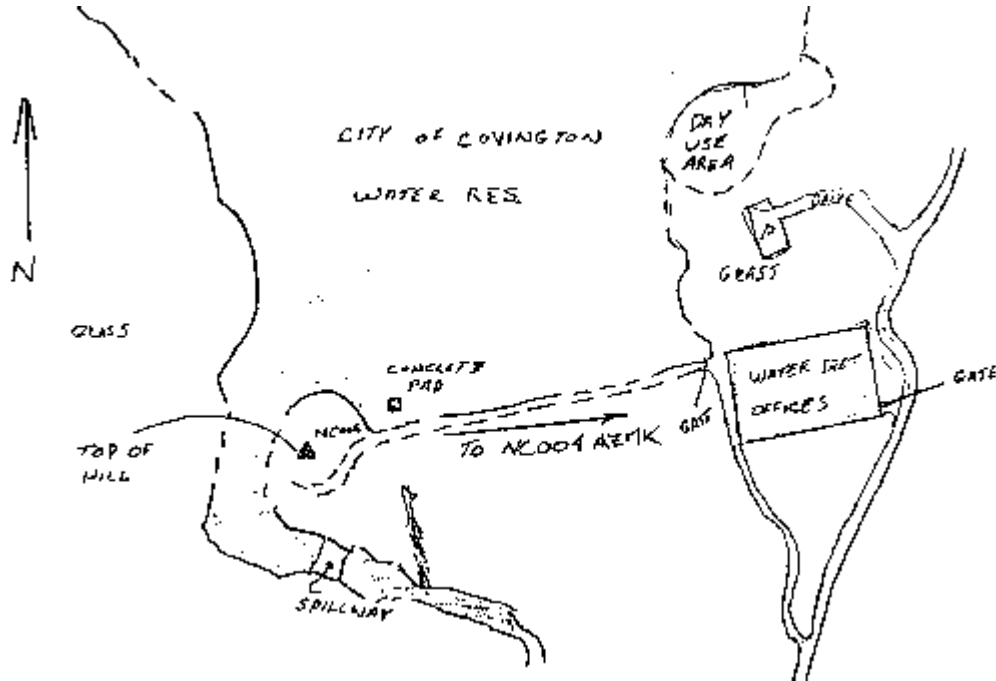 CITY OF COVINGTON
WATER RES.
DAY
USE
AREA
DRIVE
GRASS
N
GRASS
CONCRETE
PAD
WATER DEPT
OFFICES
GATE
GATE
TO NC004 AZMK
TOP OF
HILL
SPILLWAY